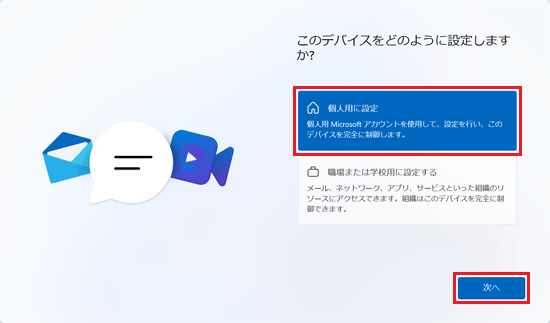 このデバイスをどのように設定します
か?
個人用に設定
個人用 Microsoft アカウントを使用して、設定を行い、この
デバイスを完全に制御します。
職場または学校用に設定する
メール、ネットワーク、アプリ、サービスといった組織のリ
ソースにアクセスできます。組織はこのデバイスを完全に制
御できます。
次へ